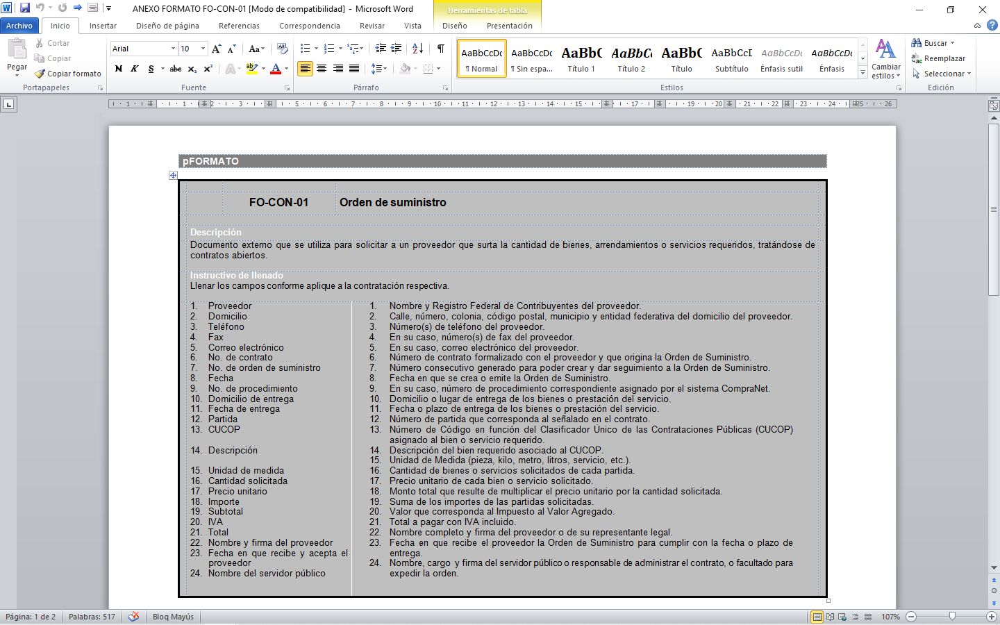 ANEXO FORMATO FO-CON-01 [Modo de compatibilidad] - Microsoft Word
Herramientas de tabla
Archivo Inicio Insertar Diseño de página Referencias Correspondencia Revisar Vista Diseño Presentación
Pegar
Cortar
Copiar
Copiar formato
Portapapeles
Arial 10
N K S abc x₂ x²
Fuente
Párrafo
AaBbCcDc AaBbCcDc AaBbC AaBbCc AaBbC AaBbCcI AaBbCcDc AaBbCcDc
¶ Normal ¶ Sin espa... Título 1 Título 2 Título Subtítulo Énfasis sutil Énfasis
Estilos
Cambiar estilos
Buscar
Reemplazar
Seleccionar
Edición
1 1 2 3 4 5 6 7 8 9 10 11 12 13 14 15 17 18 19 20 21 22 23 24 25 26
pFORMATO
FO-CON-01 Orden de suministro
Descripción
Documento externo que se utiliza para solicitar a un proveedor que surta la cantidad de bienes, arrendamientos o servicios requeridos, tratándose de
contratos abiertos.
Instructivo de llenado
Llenar los campos conforme aplique a la contratación respectiva.
1. Proveedor
2. Domicilio
3. Teléfono
4. Fax
5. Correo electrónico
6. No. de contrato
7. No. de orden de suministro
8. Fecha
9. No. de procedimiento
10. Domicilio de entrega
11. Fecha de entrega
12. Partida
13. CUCOP
14. Descripción
15. Unidad de medida
16. Cantidad solicitada
17. Precio unitario
18. Importe
19. Subtotal
20. IVA
21. Total
22. Nombre y firma del proveedor
23. Fecha en que recibe y acepta el
proveedor
24. Nombre del servidor público
1. Nombre y Registro Federal de Contribuyentes del proveedor.
2. Calle, número, colonia, código postal, municipio y entidad federativa del domicilio del proveedor.
3. Número(s) de teléfono del proveedor.
4. En su caso, número(s) de fax del proveedor.
5. En su caso, correo electrónico del proveedor.
6. Número de contrato formalizado con el proveedor y que origina la Orden de Suministro.
7. Número consecutivo generado para poder crear y dar seguimiento a la Orden de Suministro.
8. Fecha en que se crea o emite la Orden de Suministro.
9. En su caso, número de procedimiento correspondiente asignado por el sistema CompraNet.
10. Domicilio o lugar de entrega de los bienes o prestación del servicio.
11. Fecha o plazo de entrega de los bienes o prestación del servicio.
12. Número de partida que corresponda al señalado en el contrato.
13. Número de Código en función del Clasificador Único de las Contrataciones Públicas (CUCOP)
asignado al bien o servicio requerido.
14. Descripción del bien requerido asociado al CUCOP.
15. Unidad de Medida (pieza, kilo, metro, litros, servicio, etc.).
16. Cantidad de bienes o servicios solicitados de cada partida.
17. Precio unitario de cada bien o servicio solicitado.
18. Monto total que resulte de multiplicar el precio unitario por la cantidad solicitada.
19. Suma de los importes de las partidas solicitadas.
20. Valor que corresponda al Impuesto al Valor Agregado.
21. Total a pagar con IVA incluido.
22. Nombre completo y firma del proveedor o de su representante legal.
23. Fecha en que recibe el proveedor la Orden de Suministro para cumplir con la fecha o plazo de
entrega.
24. Nombre, cargo y firma del servidor público o responsable de administrar el contrato, o facultado para
expedir la orden.
Página: 1 de 2 Palabras: 517 Bloq Mayús 107%